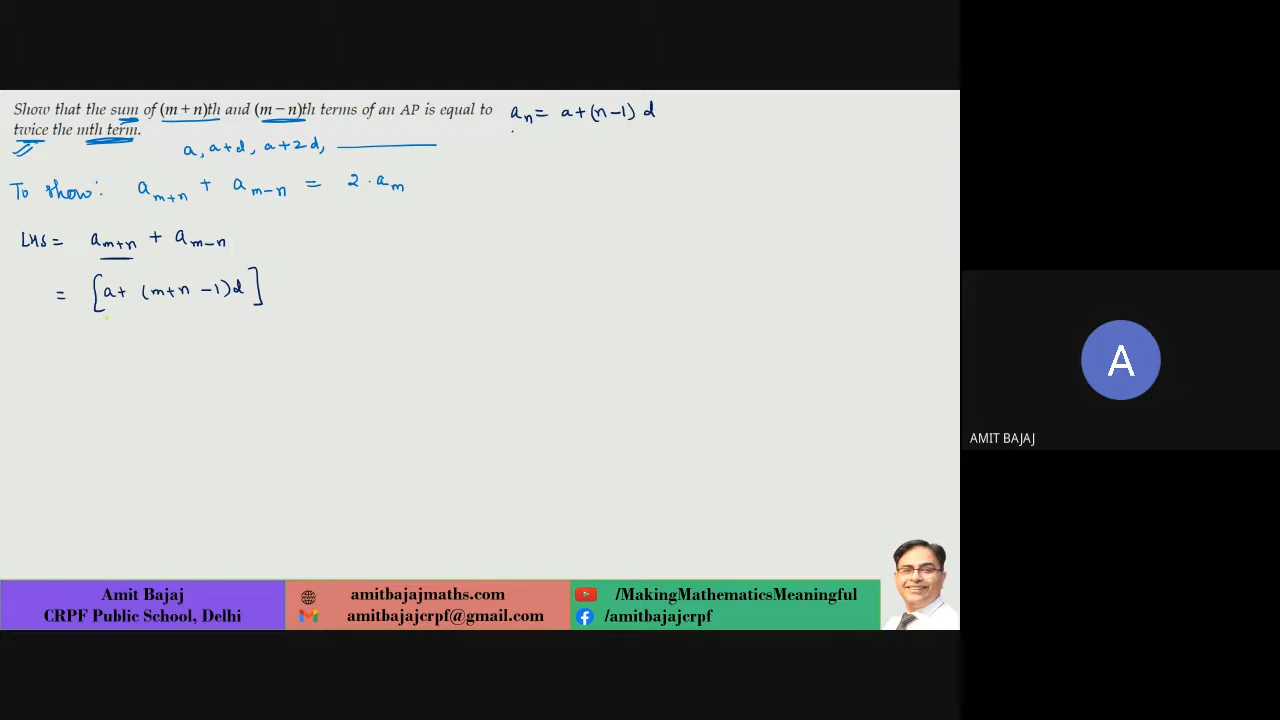 Show that the sum of (m + n)th and (m − n)th terms of an AP is equal to
twice the mth term.
aₙ = a+(n-1) d
a, a+d, a+2d,
To show: aₘ₊ₙ + aₘ₋ₙ = 2·aₘ
LHS = aₘ₊ₙ + aₘ₋ₙ
= [a+ (m+n -1)d]
A
AMIT BAJAJ
Amit Bajaj
CRPF Public School, Delhi
amitbajajmaths.com
amitbajajcrpf@gmail.com
/MakingMathematicsMeaningful
/amitbajajcrpf